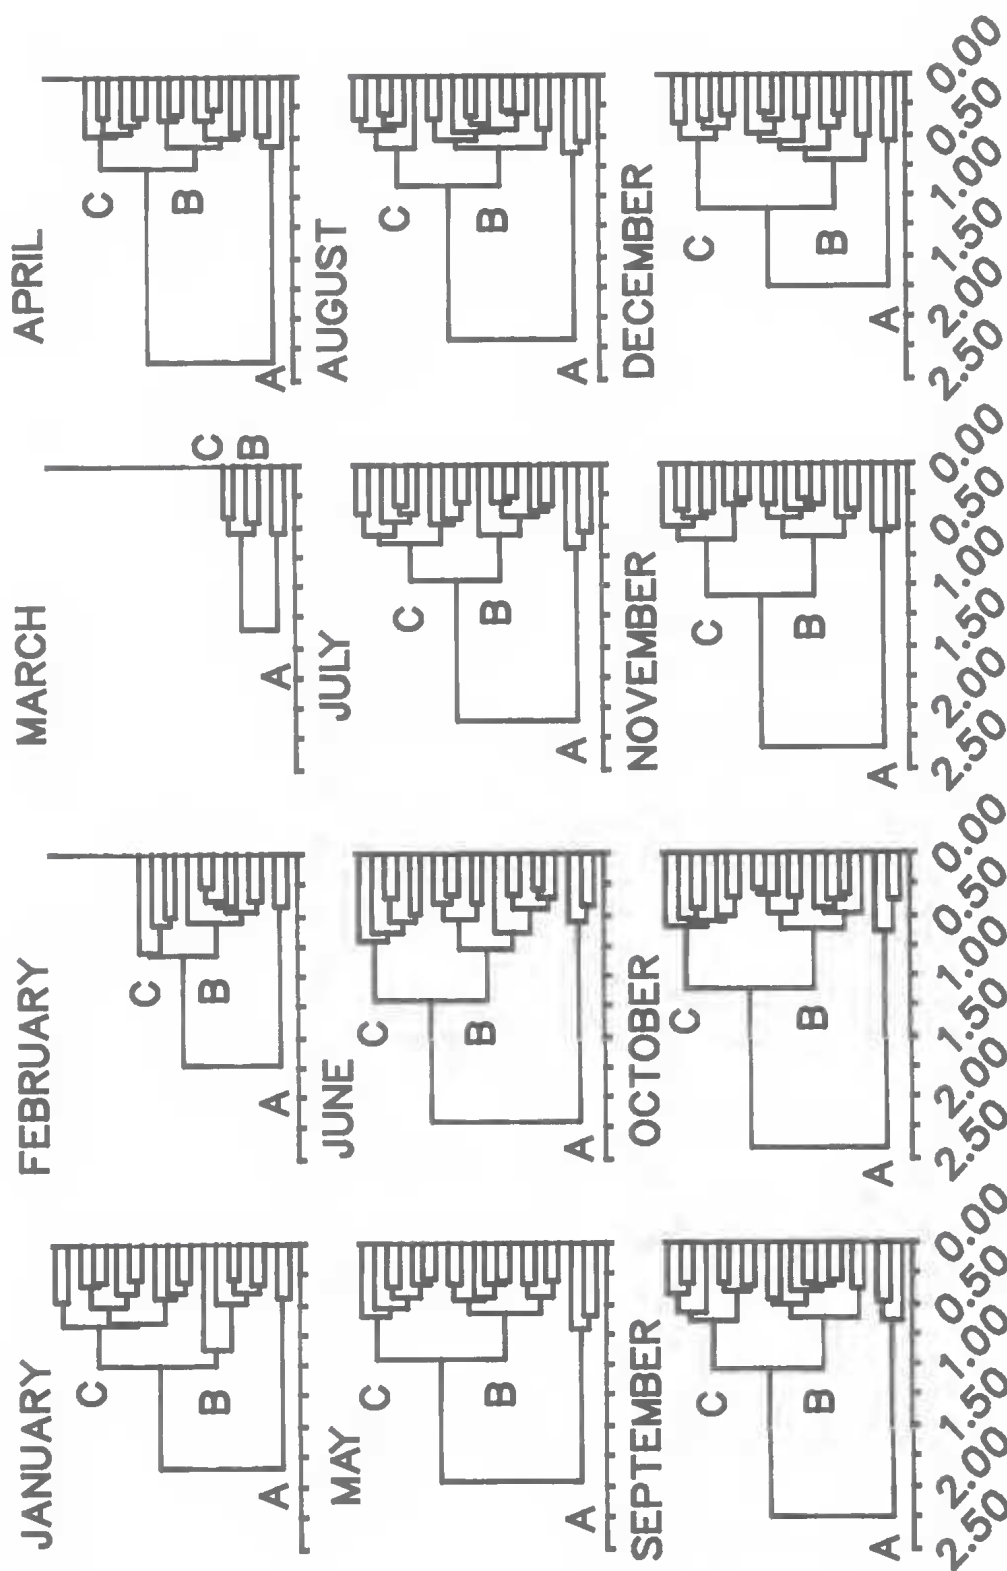 JANUARY FEBRUARY MARCH APRIL
C C C C
B B B B
A A A A
MAY JUNE JULY AUGUST
C C C C
B B B B
A A A A
SEPTEMBER OCTOBER NOVEMBER DECEMBER
C C C C
B B B B
A A A A
2.50 2.00 1.50 1.00 0.50 0.00 2.50 2.00 1.50 1.00 0.50 0.00 2.50 2.00 1.50 1.00 0.50 0.00 2.50 2.00 1.50 1.00 0.50 0.00